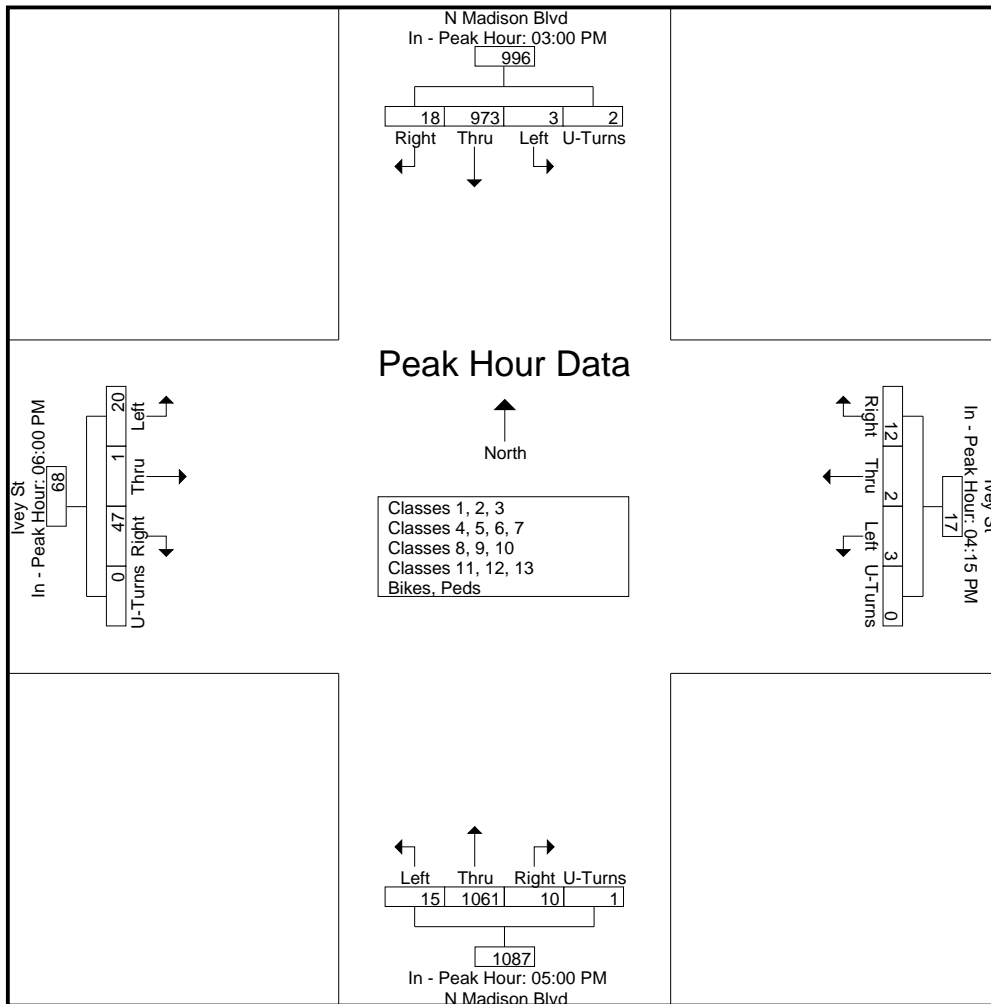 N Madison Blvd
In - Peak Hour: 03:00 PM
996
18 973 3 2
Right Thru Left U-Turns
Peak Hour Data
North
Classes 1, 2, 3
Classes 4, 5, 6, 7
Classes 8, 9, 10
Classes 11, 12, 13
Bikes, Peds
Ivey St
In - Peak Hour: 06:00 PM
68
20 1 47 0
Left Thru Right U-Turns
Ivey St
In - Peak Hour: 04:15 PM
17
12 2 3 0
Right Thru Left U-Turns
Left Thru Right U-Turns
15 1061 10 1
1087
In - Peak Hour: 05:00 PM
N Madison Blvd